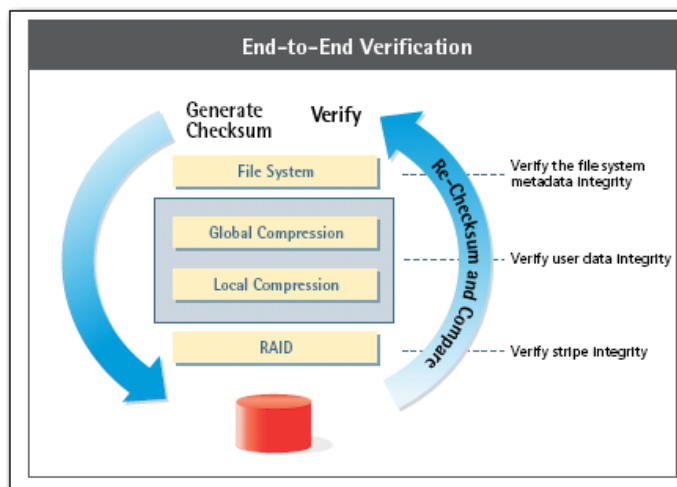 End-to-End Verification
Generate
Checksum
Verify
File System
Global Compression
Local Compression
RAID
Re-Checksum and Compare
Verify the file system
metadata integrity
Verify user data integrity
Verify stripe integrity